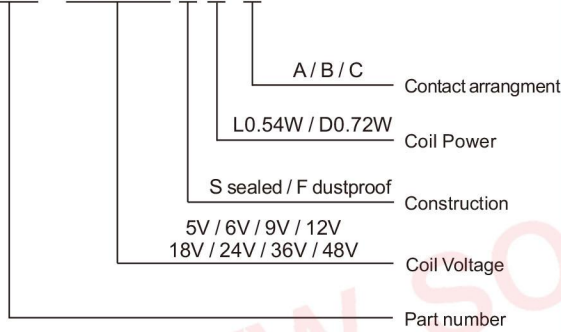 A / B / C
Contact arrangment
L0.54W / D0.72W
Coil Power
S sealed / F dustproof
Construction
5V / 6V / 9V / 12V
18V / 24V / 36V / 48V
Coil Voltage
Part number